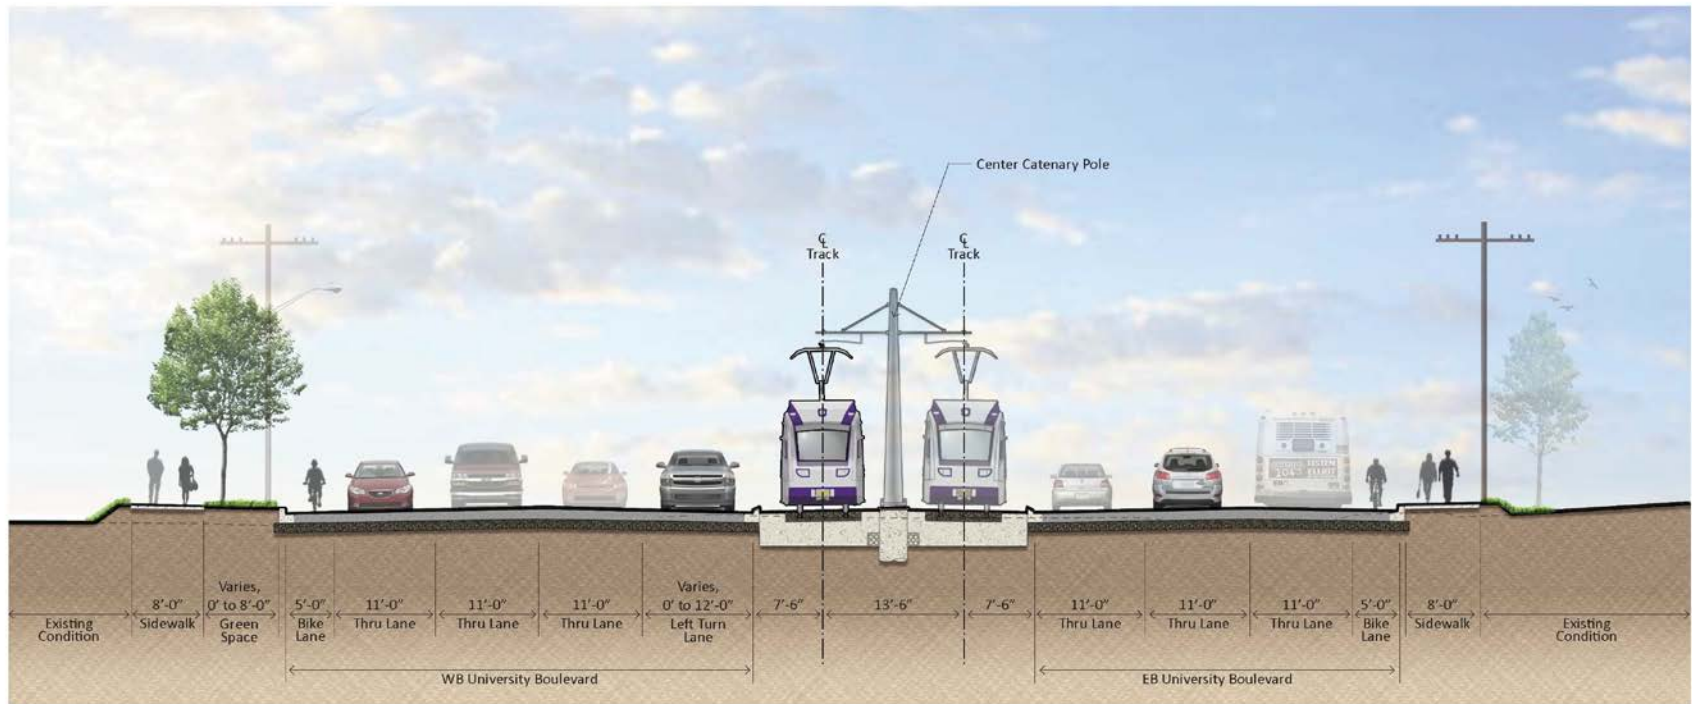 Center Catenary Pole
℄
Track
℄
Track
8'-0"
Sidewalk
Varies,
0' to 8'-0"
Green
Space
5'-0"
Bike
Lane
11'-0"
Thru Lane
11'-0"
Thru Lane
11'-0"
Thru Lane
Varies,
0' to 12'-0"
Left Turn
Lane
7'-6"
13'-6"
7'-6"
11'-0"
Thru Lane
11'-0"
Thru Lane
11'-0"
Thru Lane
5'-0"
Bike
Lane
8'-0"
Sidewalk
Existing
Condition
Existing
Condition
WB University Boulevard
EB University Boulevard